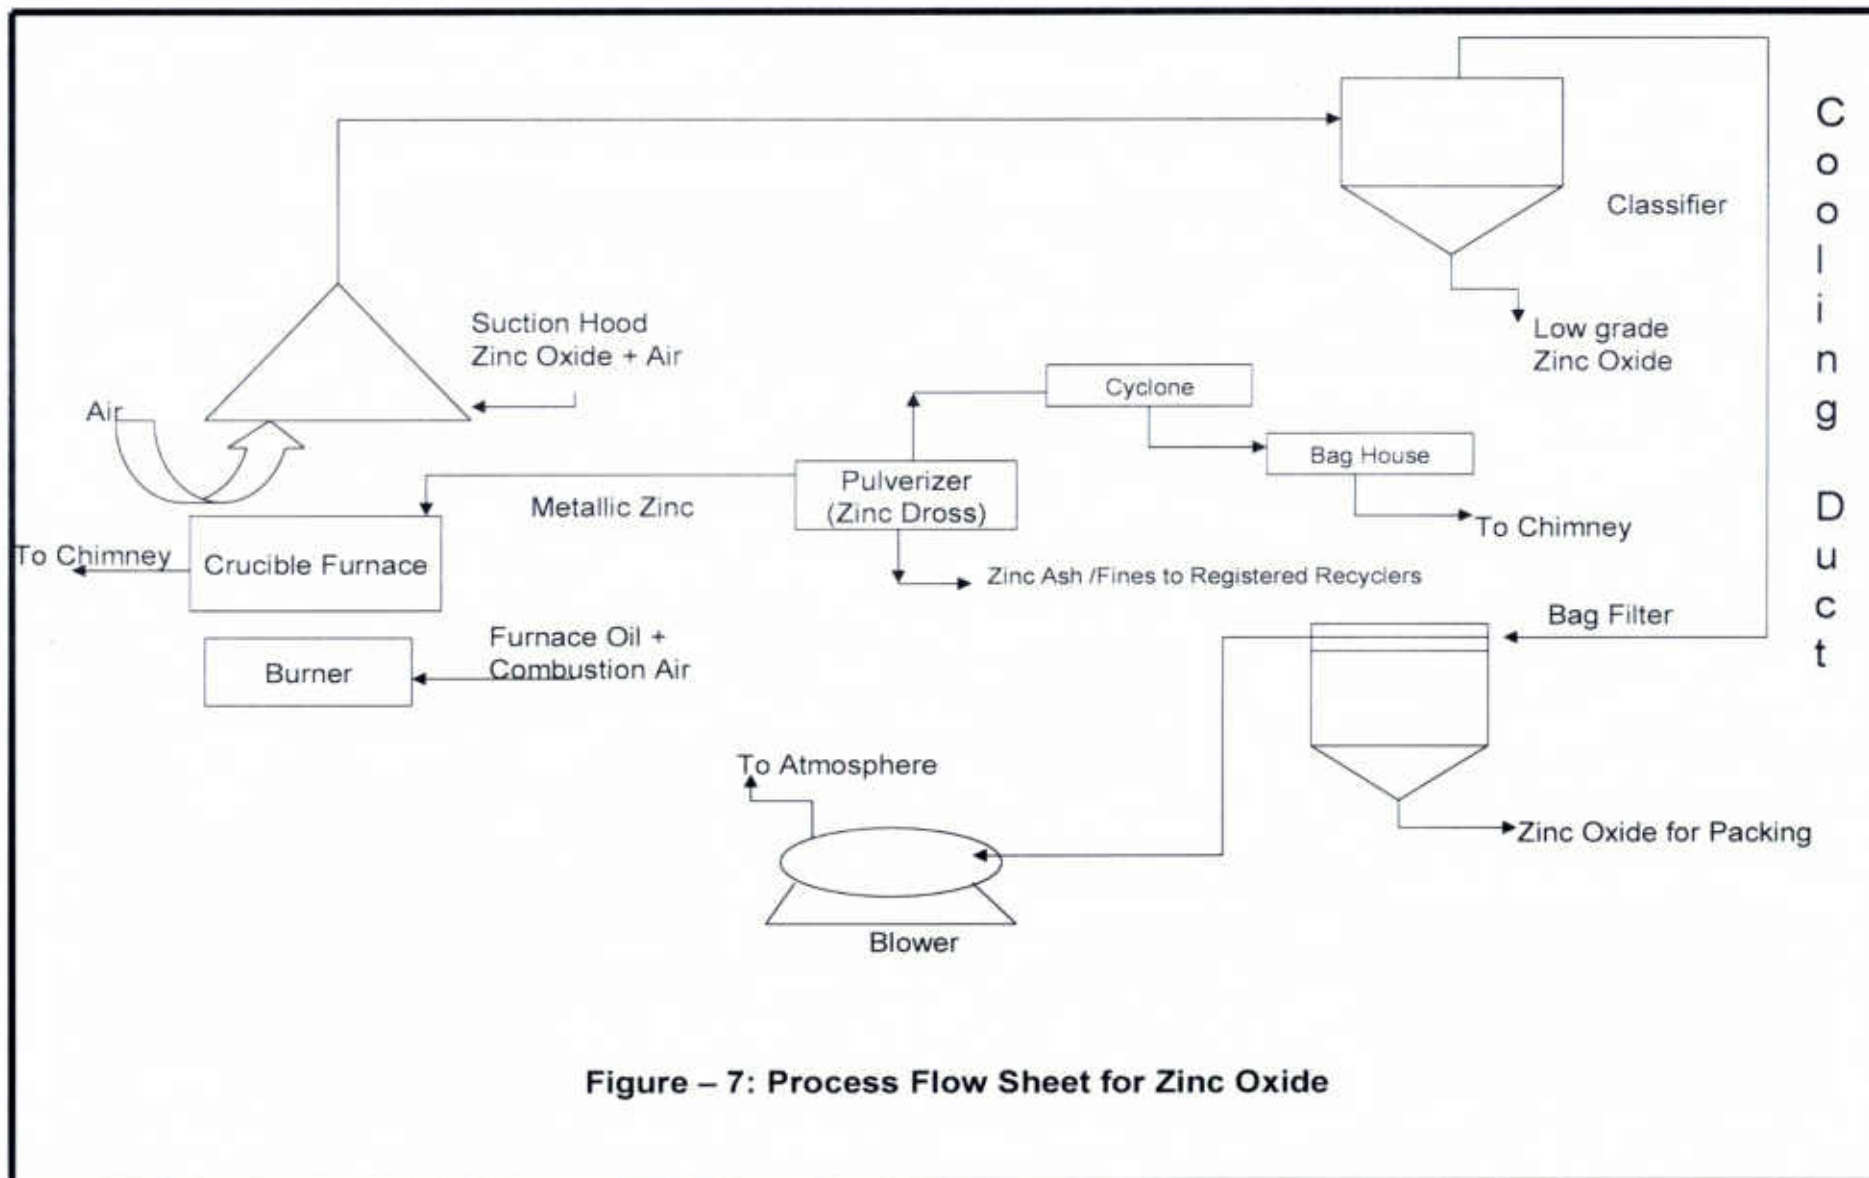 Cooling Duct
Classifier
Low grade
Zinc Oxide
Suction Hood
Zinc Oxide + Air
Air
Cyclone
Bag House
To Chimney
Pulverizer
(Zinc Dross)
Metallic Zinc
To Chimney
Crucible Furnace
Zinc Ash /Fines to Registered Recyclers
Burner
Furnace Oil +
Combustion Air
Bag Filter
To Atmosphere
Zinc Oxide for Packing
Blower
Figure – 7: Process Flow Sheet for Zinc Oxide